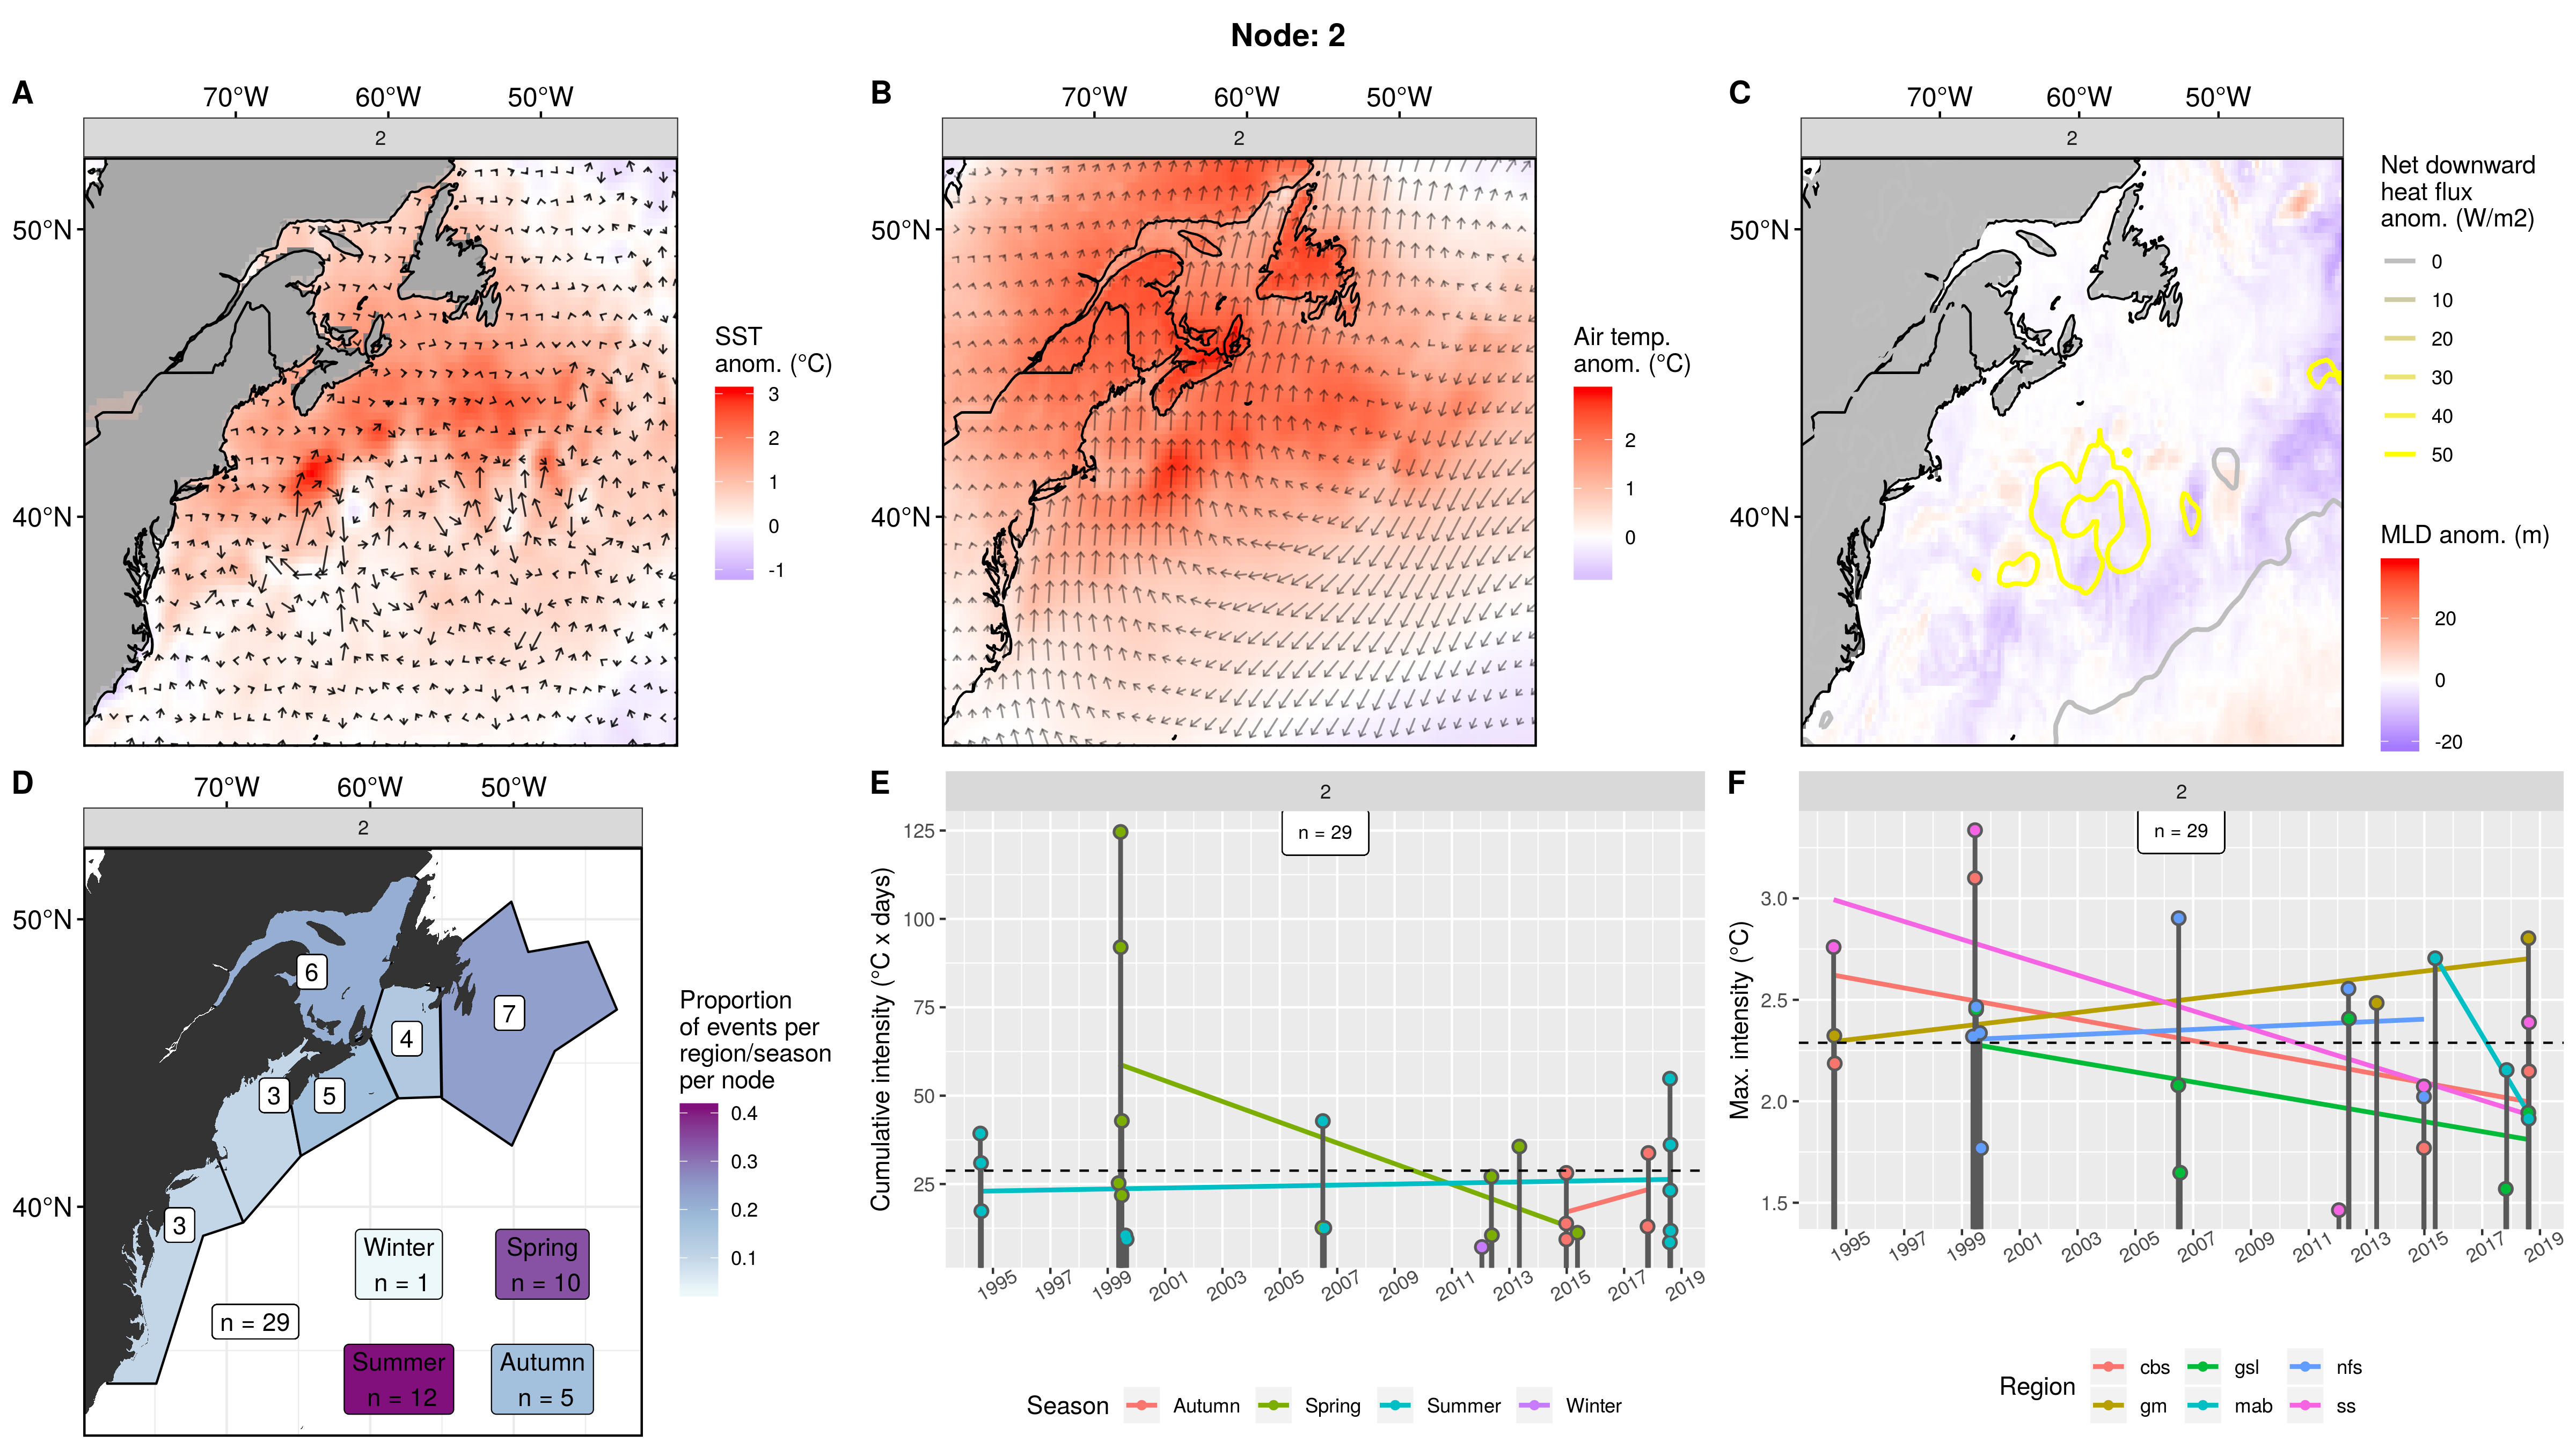 Node: 2
A
70°W 60°W 50°W
2
50°N
40°N
SST
anom. (°C)
3
2
1
0
-1
B
70°W 60°W 50°W
2
50°N
40°N
Air temp.
anom. (°C)
2
1
0
C
70°W 60°W 50°W
2
50°N
40°N
Net downward
heat flux
anom. (W/m2)
0
10
20
30
40
50
MLD anom. (m)
20
0
-20
D
70°W 60°W 50°W
2
50°N
40°N
6
7
4
3
5
3
n = 29
Winter
n = 1
Spring
n = 10
Summer
n = 12
Autumn
n = 5
Proportion
of events per
region/season
per node
0.4
0.3
0.2
0.1
E
2
n = 29
Cumulative intensity (°C x days)
125
100
75
50
25
1995 1997 1999 2001 2003 2005 2007 2009 2011 2013 2015 2017 2019
Season Autumn Spring Summer Winter
F
2
n = 29
Max. intensity (°C)
3.0
2.5
2.0
1.5
1995 1997 1999 2001 2003 2005 2007 2009 2011 2013 2015 2017 2019
Region
cbs gsl nfs
gm mab ss